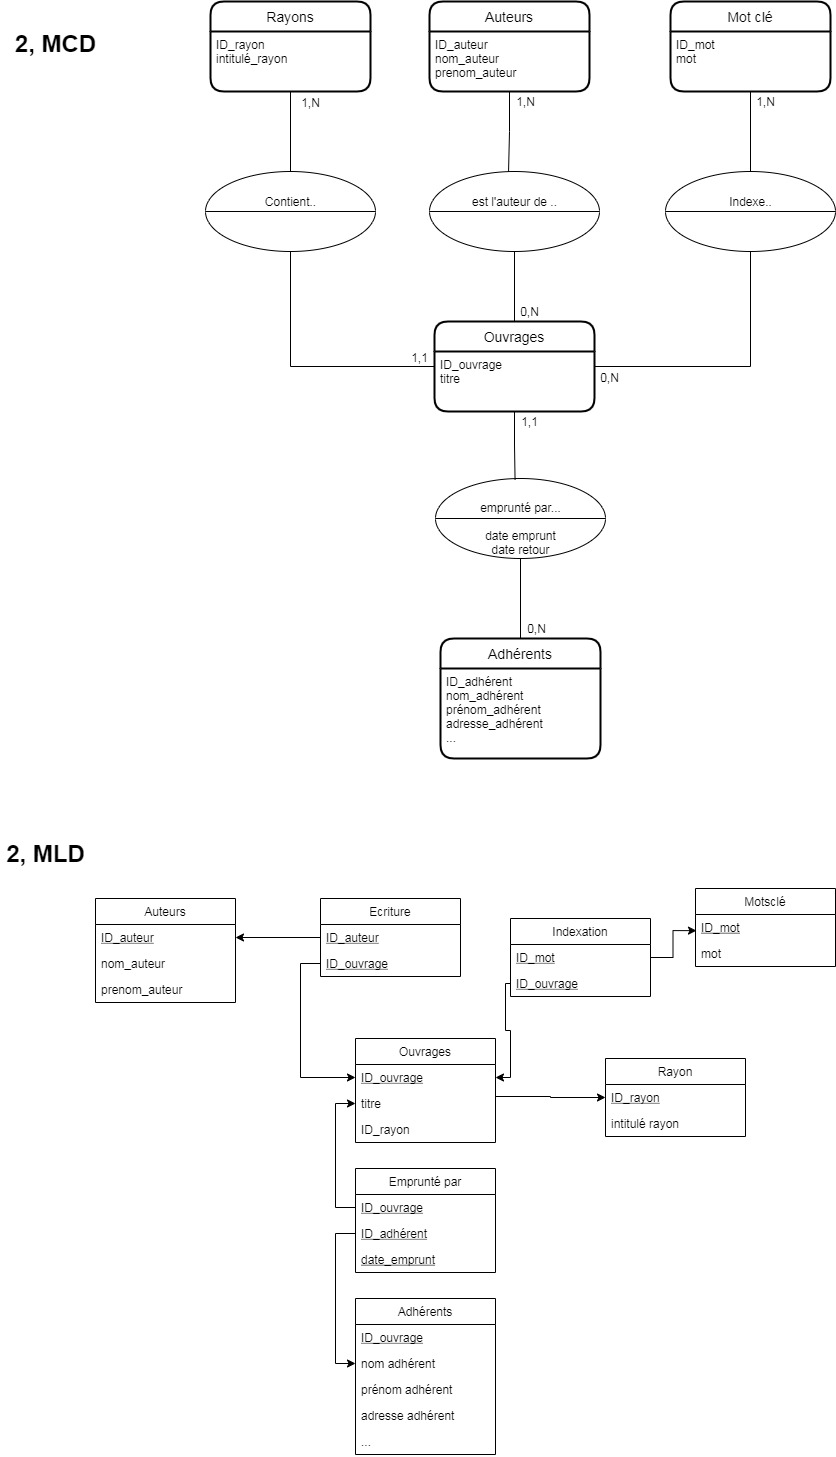 2, MCD
Rayons
ID_rayon
intitulé_rayon
Auteurs
ID_auteur
nom_auteur
prenom_auteur
Mot clé
ID_mot
mot
1,N
1,N
1,N
Contient..
est l'auteur de ..
Indexe..
0,N
1,1
Ouvrages
ID_ouvrage
titre
0,N
1,1
emprunté par...
date emprunt
date retour
0,N
Adhérents
ID_adhérent
nom_adhérent
prénom_adhérent
adresse_adhérent
...
2, MLD
Auteurs
ID_auteur
nom_auteur
prenom_auteur
Ecriture
ID_auteur
ID_ouvrage
Indexation
ID_mot
ID_ouvrage
Motsclé
ID_mot
mot
Ouvrages
ID_ouvrage
titre
ID_rayon
Rayon
ID_rayon
intitulé rayon
Emprunté par
ID_ouvrage
ID_adhérent
date_emprunt
Adhérents
ID_ouvrage
nom adhérent
prénom adhérent
adresse adhérent
...